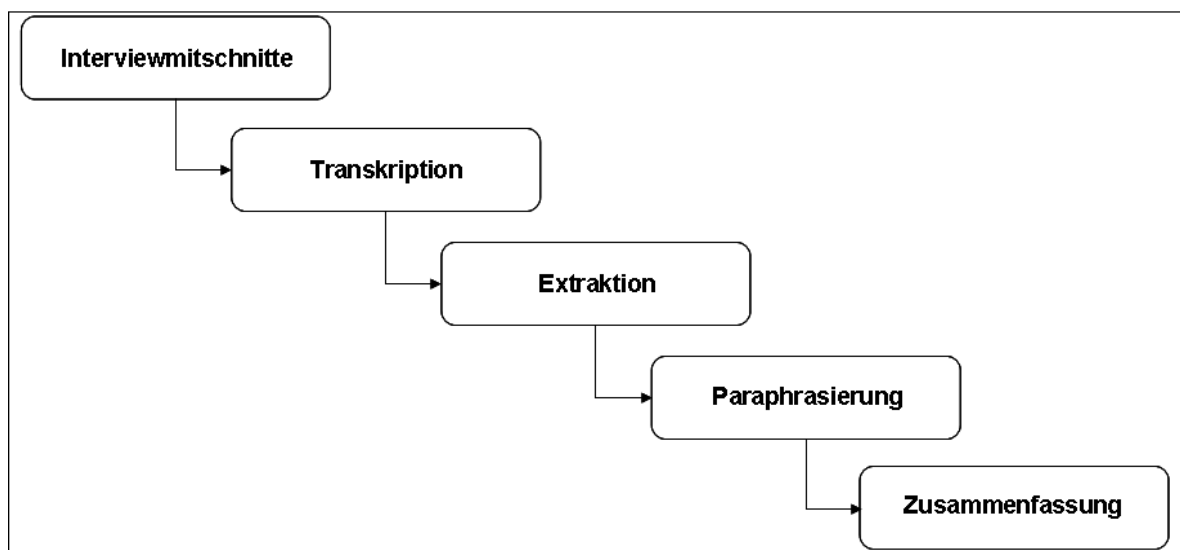 Interviewmitschnitte
Transkription
Extraktion
Paraphrasierung
Zusammenfassung